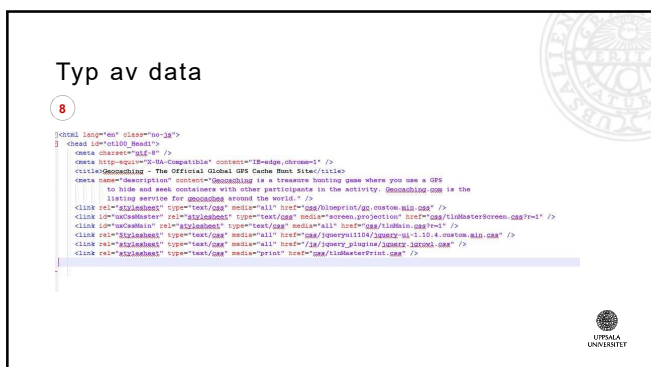 Typ av data
8
<html lang="en" class="no-js">
<head id="ctl00_Head1">
<meta charset="utf-8" />
<meta http-equiv="X-UA-Compatible" content="IE=edge,chrome=1" />
<title>Geocaching - The Official Global GPS Cache Hunt Site</title>
<meta name="description" content="Geocaching is a treasure hunting game where you use a GPS
to hide and seek containers with other participants in the activity. Geocaching.com is the
listing service for geocaches around the world." />
<link rel="stylesheet" type="text/css" media="all" href="css/blueprint/gc.custom.min.css" />
<link id="uxCssMaster" rel="stylesheet" type="text/css" media="screen,projection" href="css/tlnMasterScreen.css?r=1" />
<link id="uxCssMain" rel="stylesheet" type="text/css" media="all" href="css/tlnMain.css?r=1" />
<link rel="Stylesheet" type="text/css" media="all" href="css/jqueryui1104/jquery-ui-1.10.4.custom.min.css" />
<link rel="stylesheet" type="text/css" media="all" href="/js/jquery_plugins/jquery.jgrowl.css" />
<link rel="stylesheet" type="text/css" media="print" href="css/tlnMasterPrint.css" />
UPPSALA
UNIVERSITET